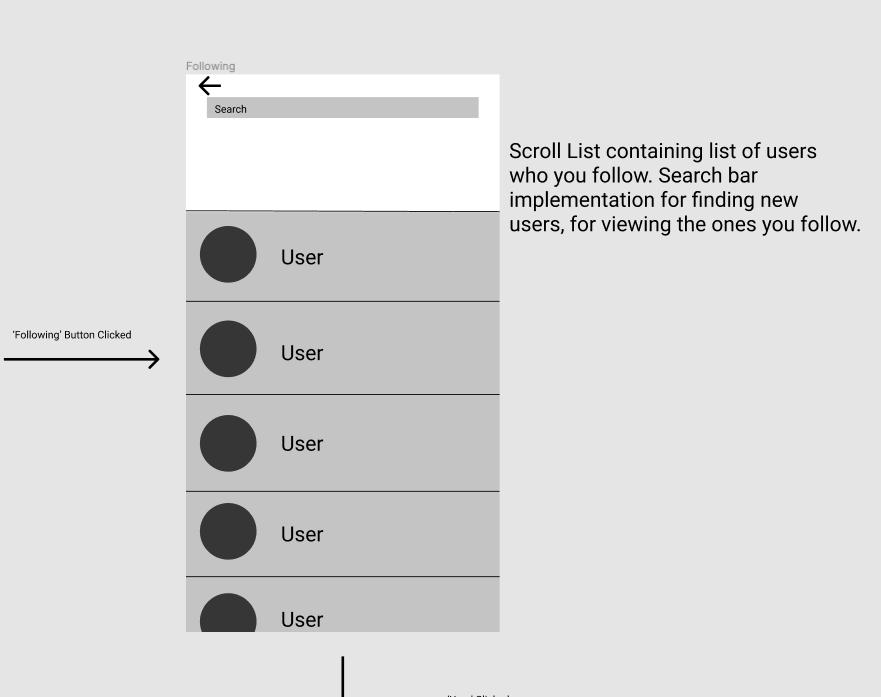 Following
Search
Scroll List containing list of users
who you follow. Search bar
implementation for finding new
users, for viewing the ones you follow.
User
'Following' Button Clicked
User
User
User
User